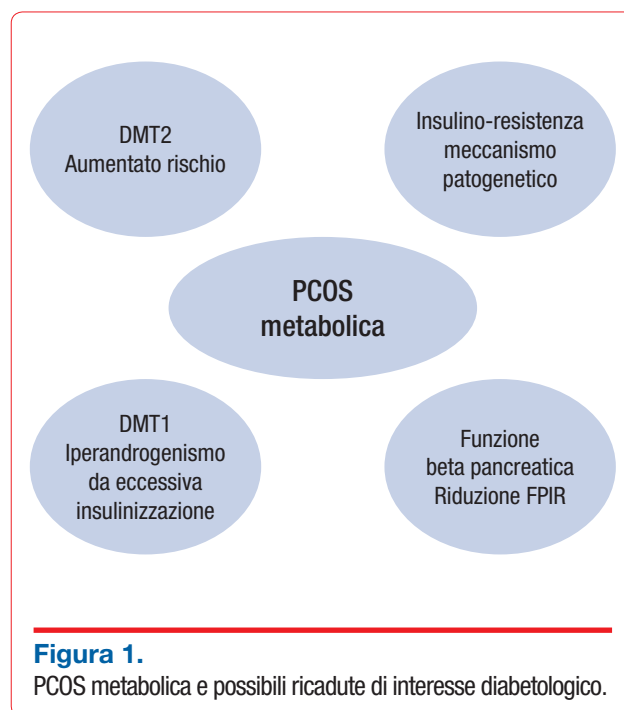 DMT2
Aumentato rischio
Insulino-resistenza
meccanismo
patogenetico
PCOS
metabolica
DMT1
Iperandrogenismo
da eccessiva
insulinizzazione
Funzione
beta pancreatica
Riduzione FPIR
Figura 1.
PCOS metabolica e possibili ricadute di interesse diabetologico.